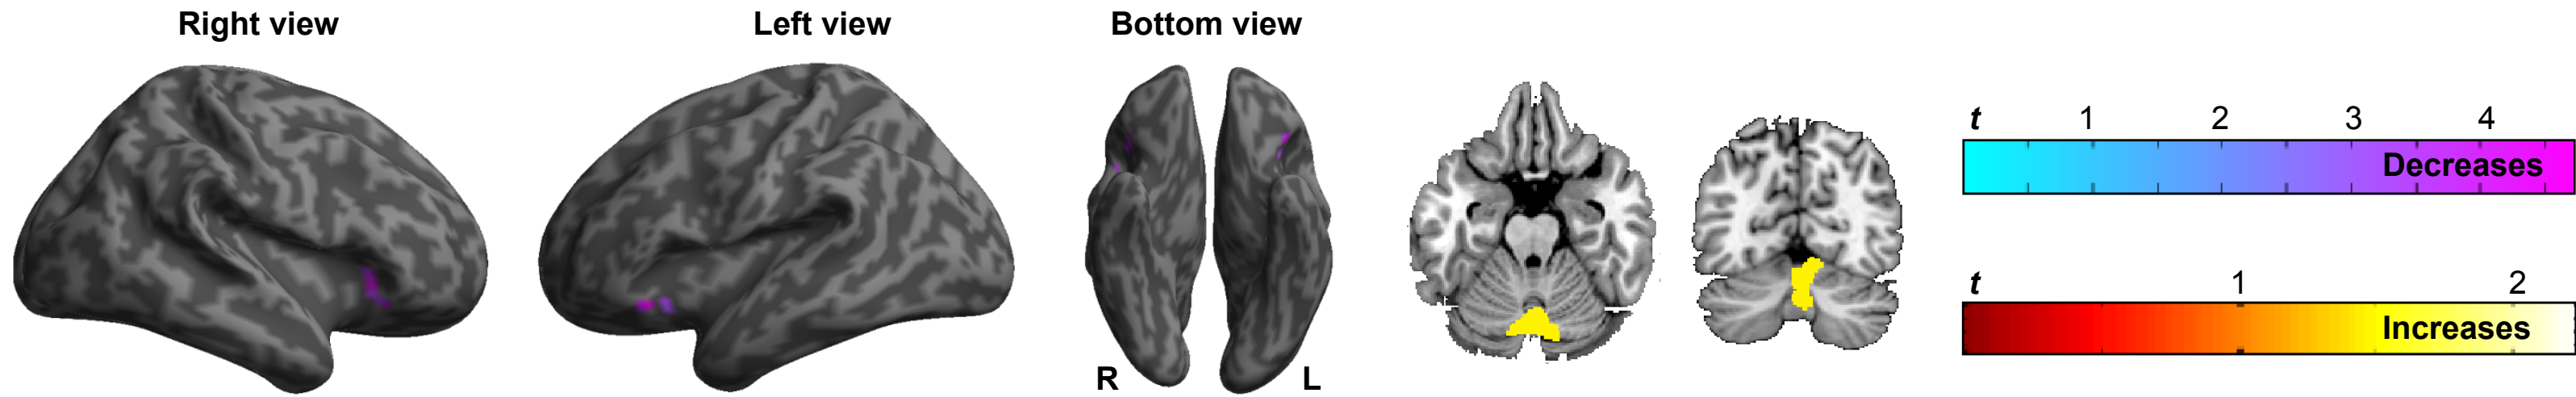 Right view
Left view
Bottom view
R
L
t 1 2 3 4
Decreases
t 1 2
Increases